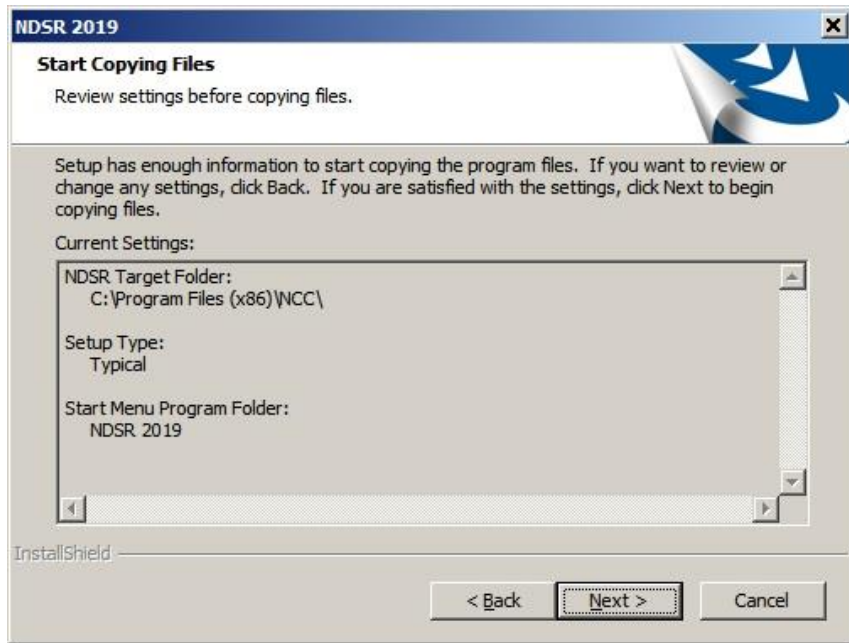 NDSR 2019
Start Copying Files
Review settings before copying files.
Setup has enough information to start copying the program files. If you want to review or
change any settings, click Back. If you are satisfied with the settings, click Next to begin
copying files.
Current Settings:
NDSR Target Folder:
C:\Program Files (x86)\NCC\
Setup Type:
Typical
Start Menu Program Folder:
NDSR 2019
InstallShield
< Back Next > Cancel